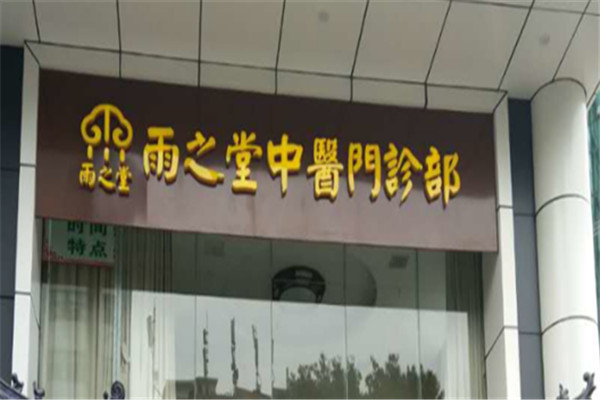 雨之堂中醫門診部
雨之堂
时间
特点